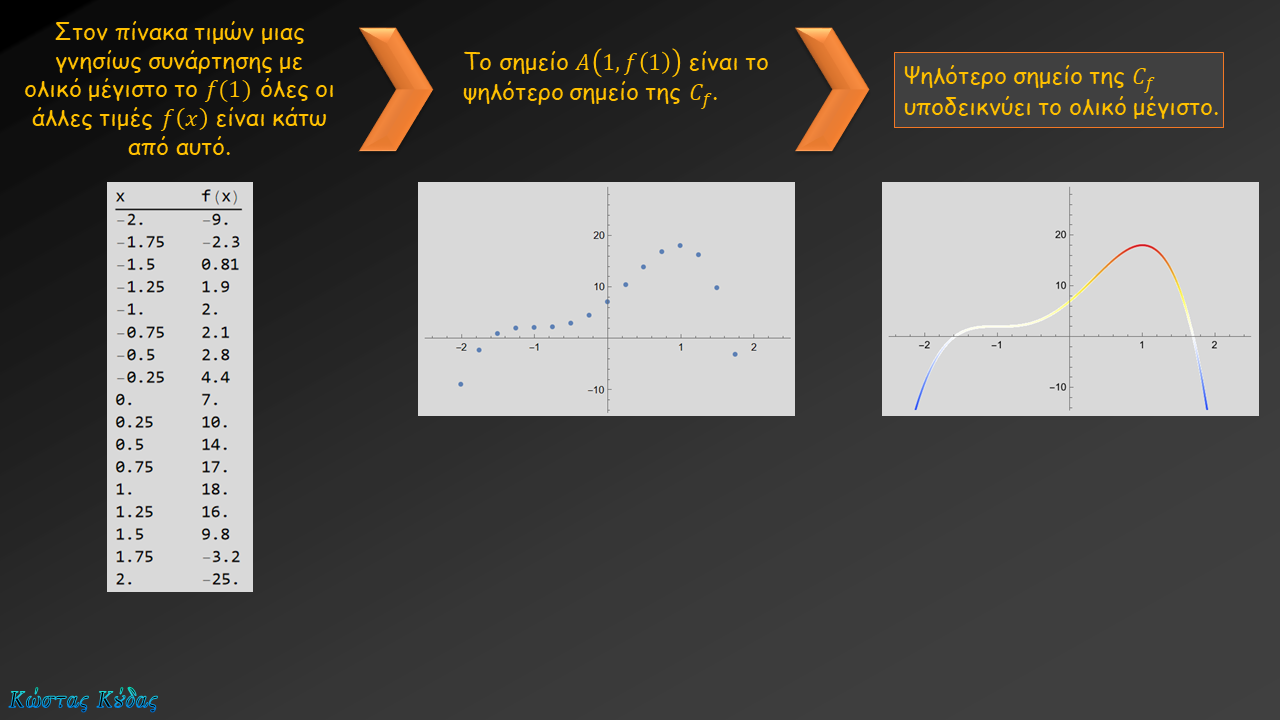 Στον πίνακα τιμών μιας
γνησίως συνάρτησης με
ολικό μέγιστο το f(1) όλες οι
άλλες τιμές f(x) είναι κάτω
από αυτό.
Το σημείο A(1, f(1)) είναι το
ψηλότερο σημείο της C_f.
Ψηλότερο σημείο της C_f
υποδεικνύει το ολικό μέγιστο.
x f(x)
-2. -9.
-1.75 -2.3
-1.5 0.81
-1.25 1.9
-1. 2.
-0.75 2.1
-0.5 2.8
-0.25 4.4
0. 7.
0.25 10.
0.5 14.
0.75 17.
1. 18.
1.25 16.
1.5 9.8
1.75 -3.2
2. -25.
20
10
-2 -1 1 2
-10
20
10
-2 -1 1 2
-10
Κώστας Κύδας